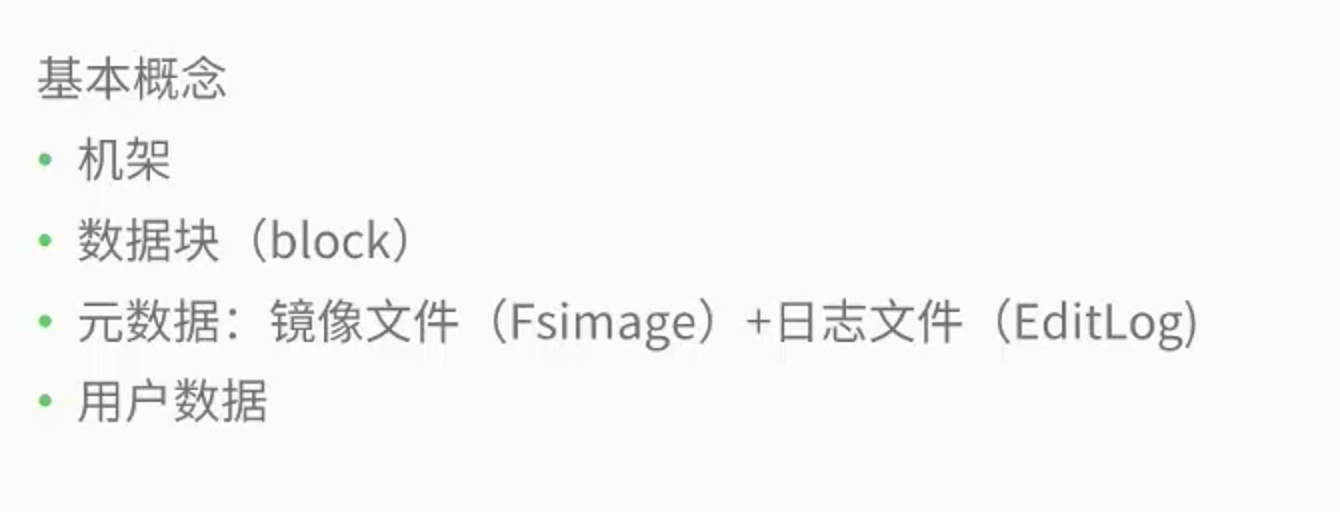 基本概念
• 机架
• 数据块（block）
• 元数据：镜像文件（Fsimage）+日志文件（EditLog)
• 用户数据